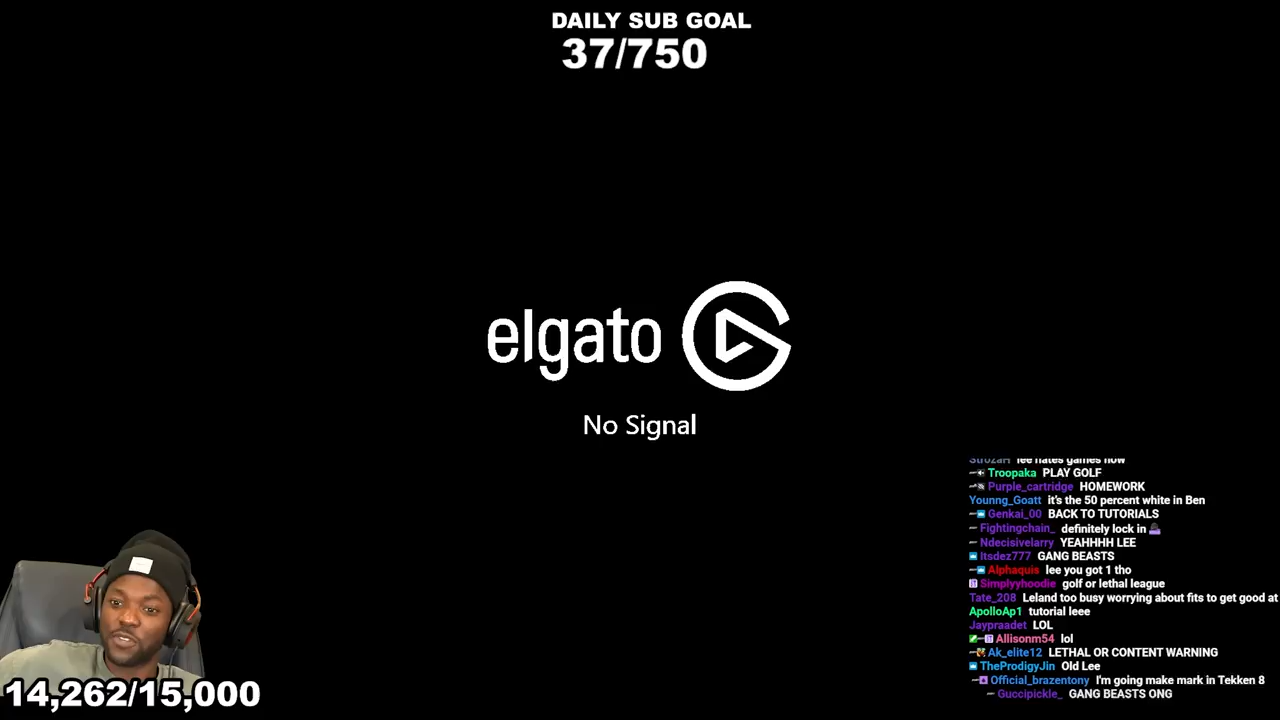 DAILY SUB GOAL
37/750
elgato
No Signal
lee hates games now
Troopaka PLAY GOLF
Purple_cartridge HOMEWORK
Younng_Goatt it's the 50 percent white in Ben
Genkai_00 BACK TO TUTORIALS
Fightingchain_ definitely lock in
Ndecisivelarry YEAHHHH LEE
Itsdez777 GANG BEASTS
Alphaquis lee you got 1 tho
Simplyyhoodie golf or lethal league
Tate_208 Leland too busy worrying about fits to get good at
ApolloAp1 tutorial leee
Jaypraadet LOL
Allisonm54 lol
Ak_elite12 LETHAL OR CONTENT WARNING
TheProdigyJin Old Lee
Official_brazentony I'm going make mark in Tekken 8
Guccipickle_ GANG BEASTS ONG
14,262/15,000